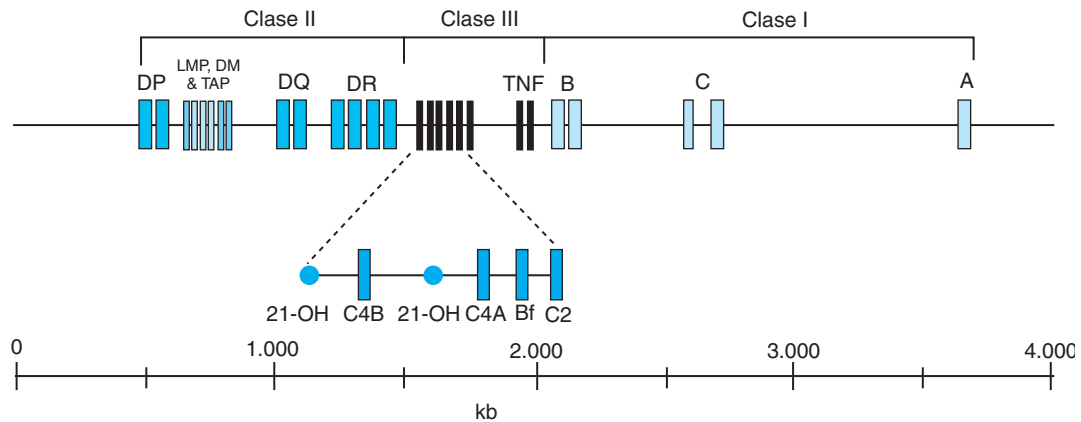 Clase II Clase III Clase I
LMP, DM
& TAP
DP DQ DR TNF B C A
21-OH C4B 21-OH C4A Bf C2
0 1.000 2.000 3.000 4.000
kb